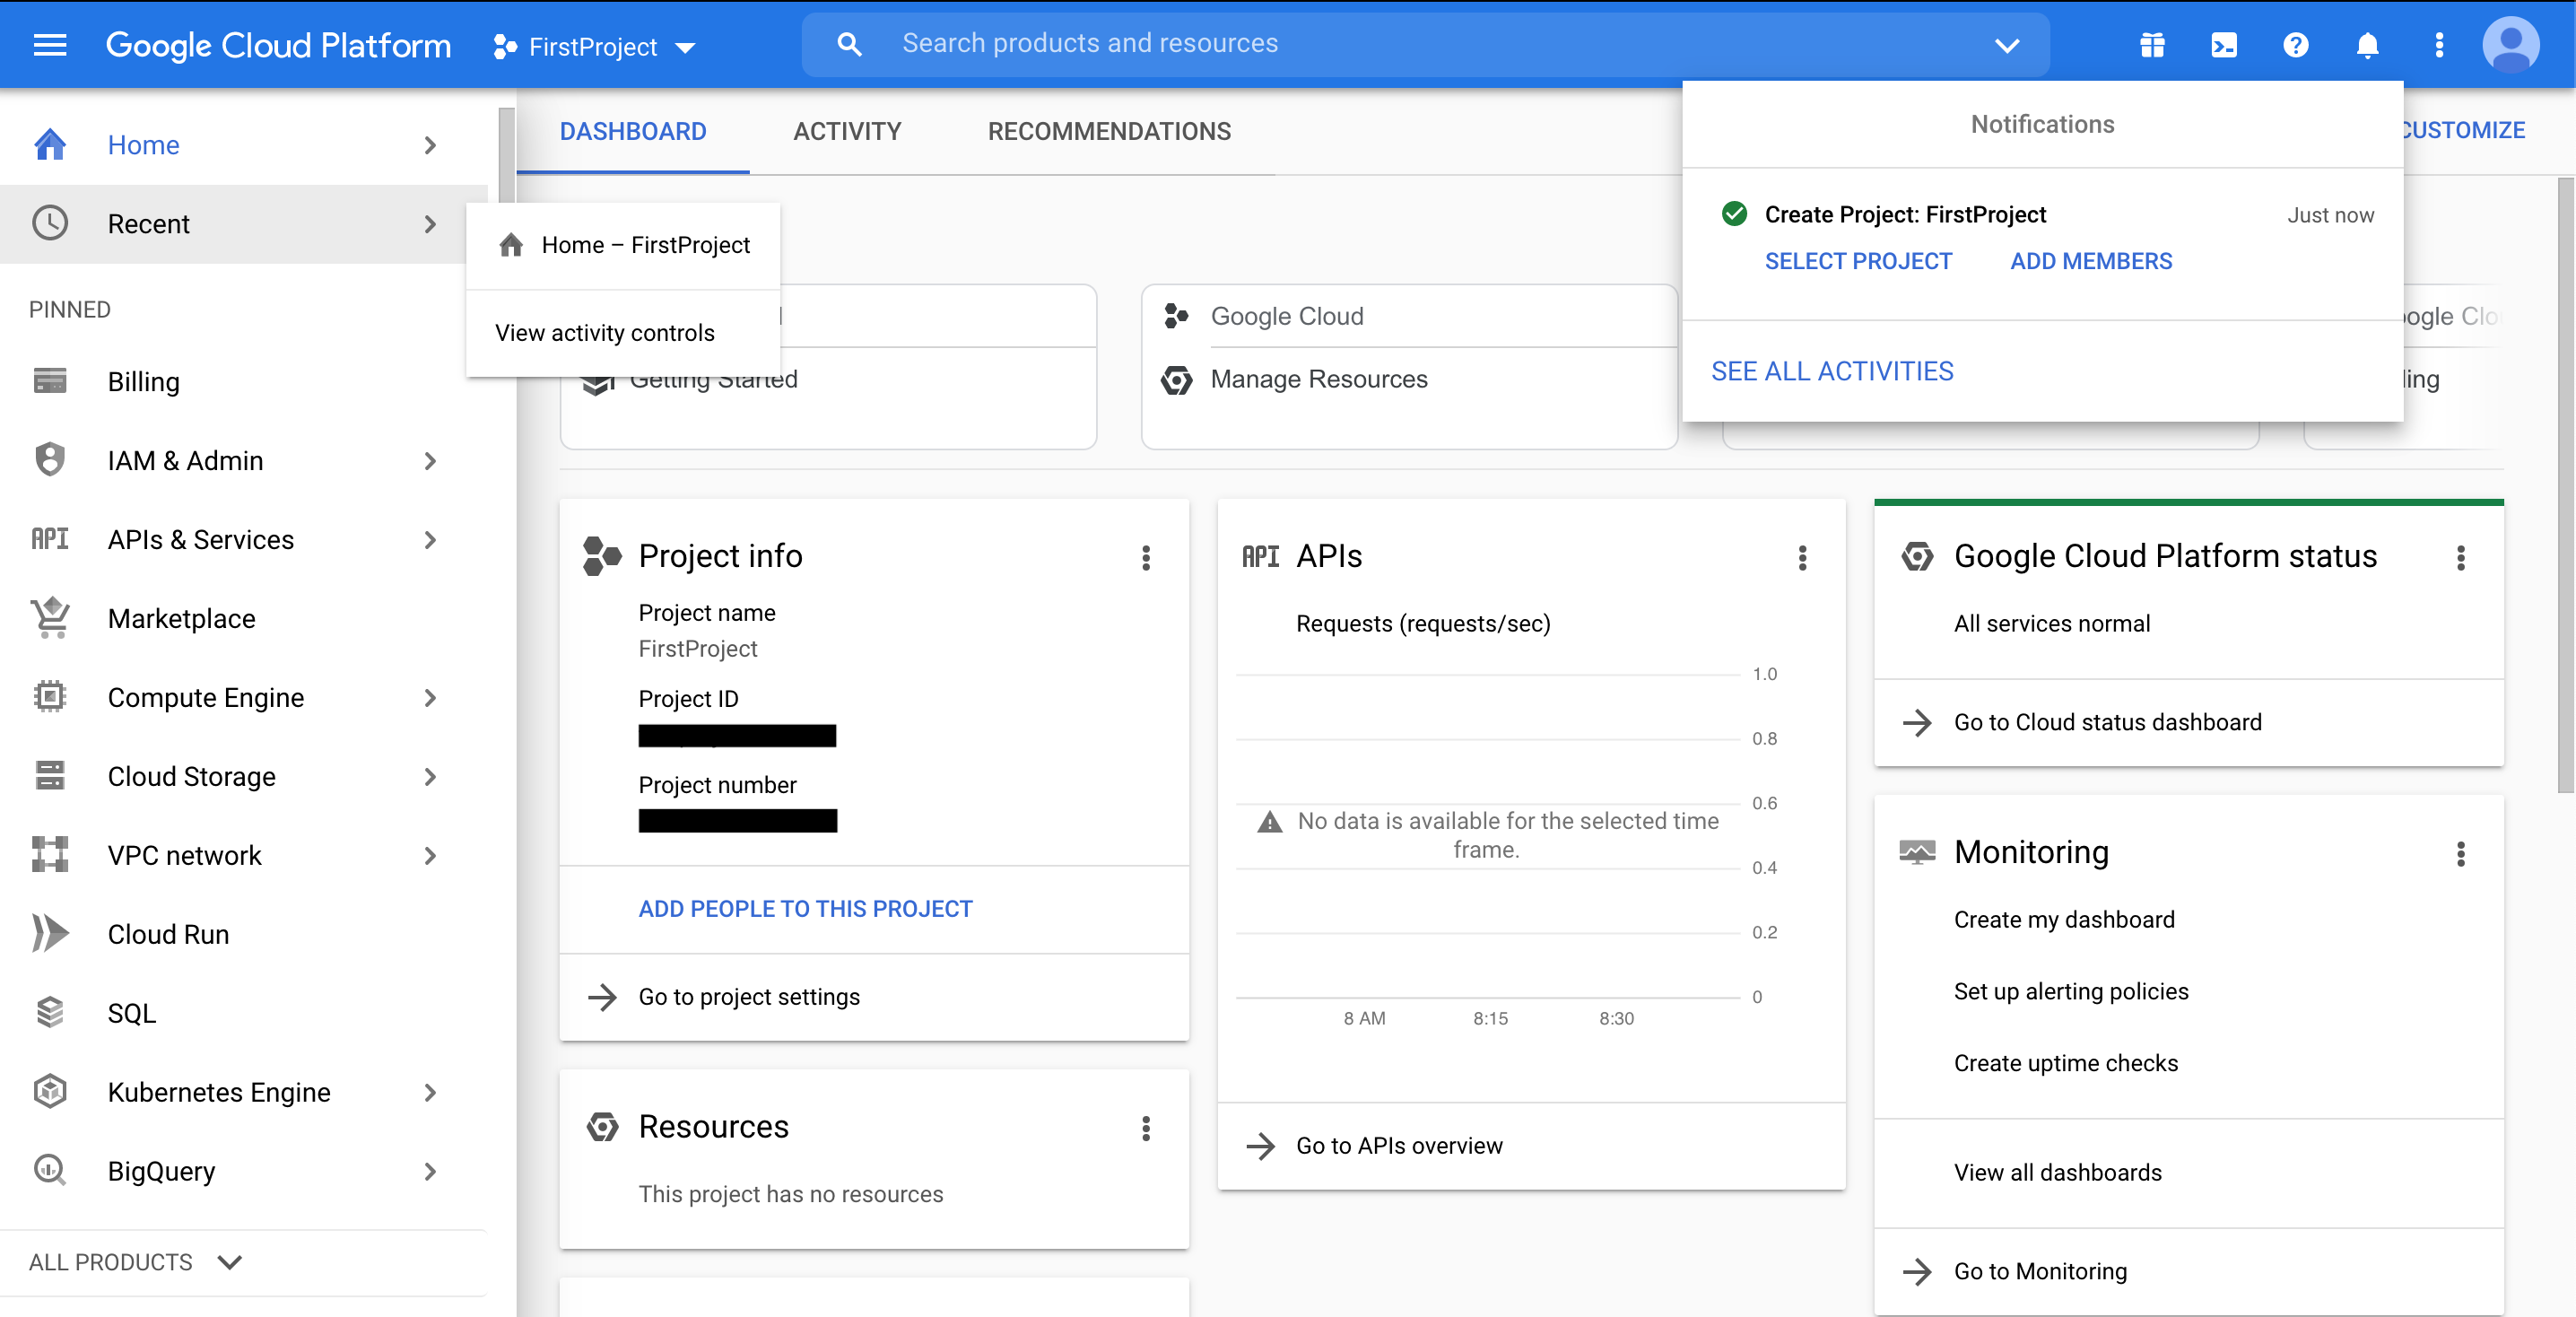 Google Cloud Platform
FirstProject
Search products and resources
Home
Recent
PINNED
Billing
IAM & Admin
API
APIs & Services
Marketplace
Compute Engine
Cloud Storage
VPC network
Cloud Run
SQL
Kubernetes Engine
BigQuery
ALL PRODUCTS
Home – FirstProject
View activity controls
DASHBOARD
ACTIVITY
RECOMMENDATIONS
CUSTOMIZE
Notifications
Create Project: FirstProject
Just now
SELECT PROJECT
ADD MEMBERS
SEE ALL ACTIVITIES
Getting Started
Google Cloud
Manage Resources
Project info
Project name
FirstProject
Project ID
Project number
ADD PEOPLE TO THIS PROJECT
Go to project settings
Resources
This project has no resources
API APIs
Requests (requests/sec)
1.0
0.8
0.6
No data is available for the selected time
frame.
0.4
0.2
0
8 AM 8:15 8:30
Go to APIs overview
Google Cloud Platform status
All services normal
Go to Cloud status dashboard
Monitoring
Create my dashboard
Set up alerting policies
Create uptime checks
View all dashboards
Go to Monitoring